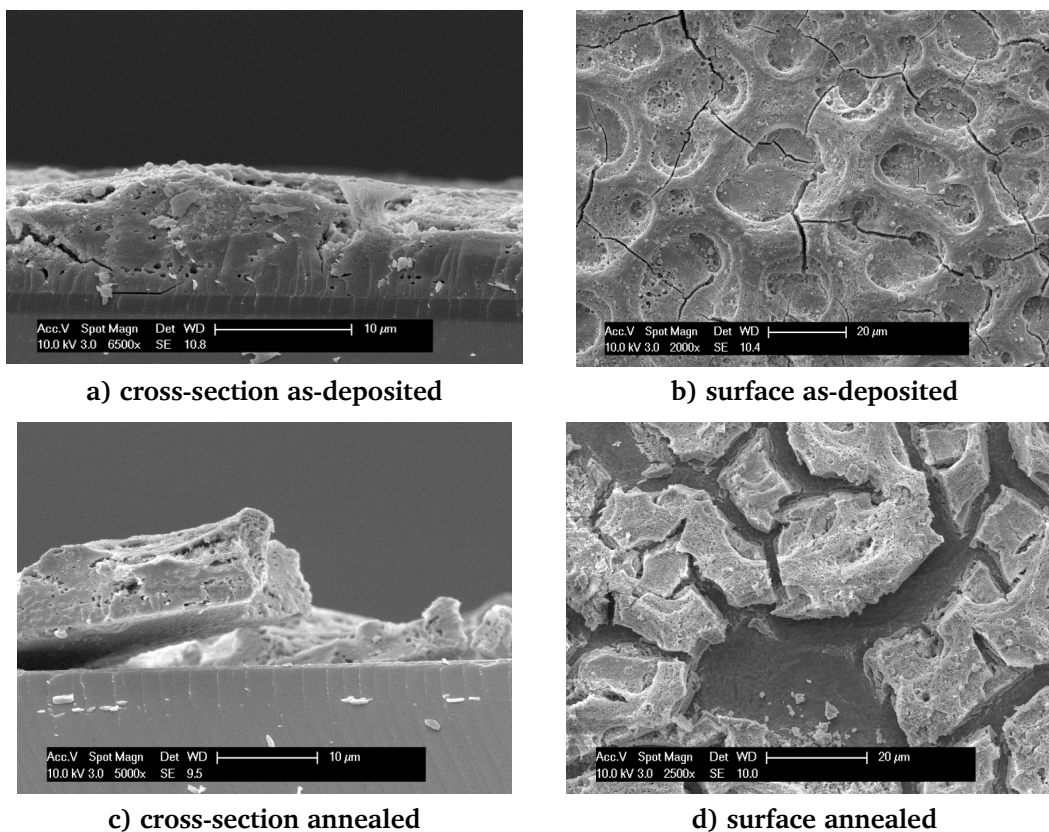 Acc.V Spot Magn Det WD 10 µm
10.0 kV 3.0 6500x SE 10.8
Acc.V Spot Magn Det WD 20 µm
10.0 kV 3.0 2000x SE 10.4
a) cross-section as-deposited
b) surface as-deposited
Acc.V Spot Magn Det WD 10 µm
10.0 kV 3.0 5000x SE 9.5
Acc.V Spot Magn Det WD 20 µm
10.0 kV 3.0 2500x SE 10.0
c) cross-section annealed
d) surface annealed